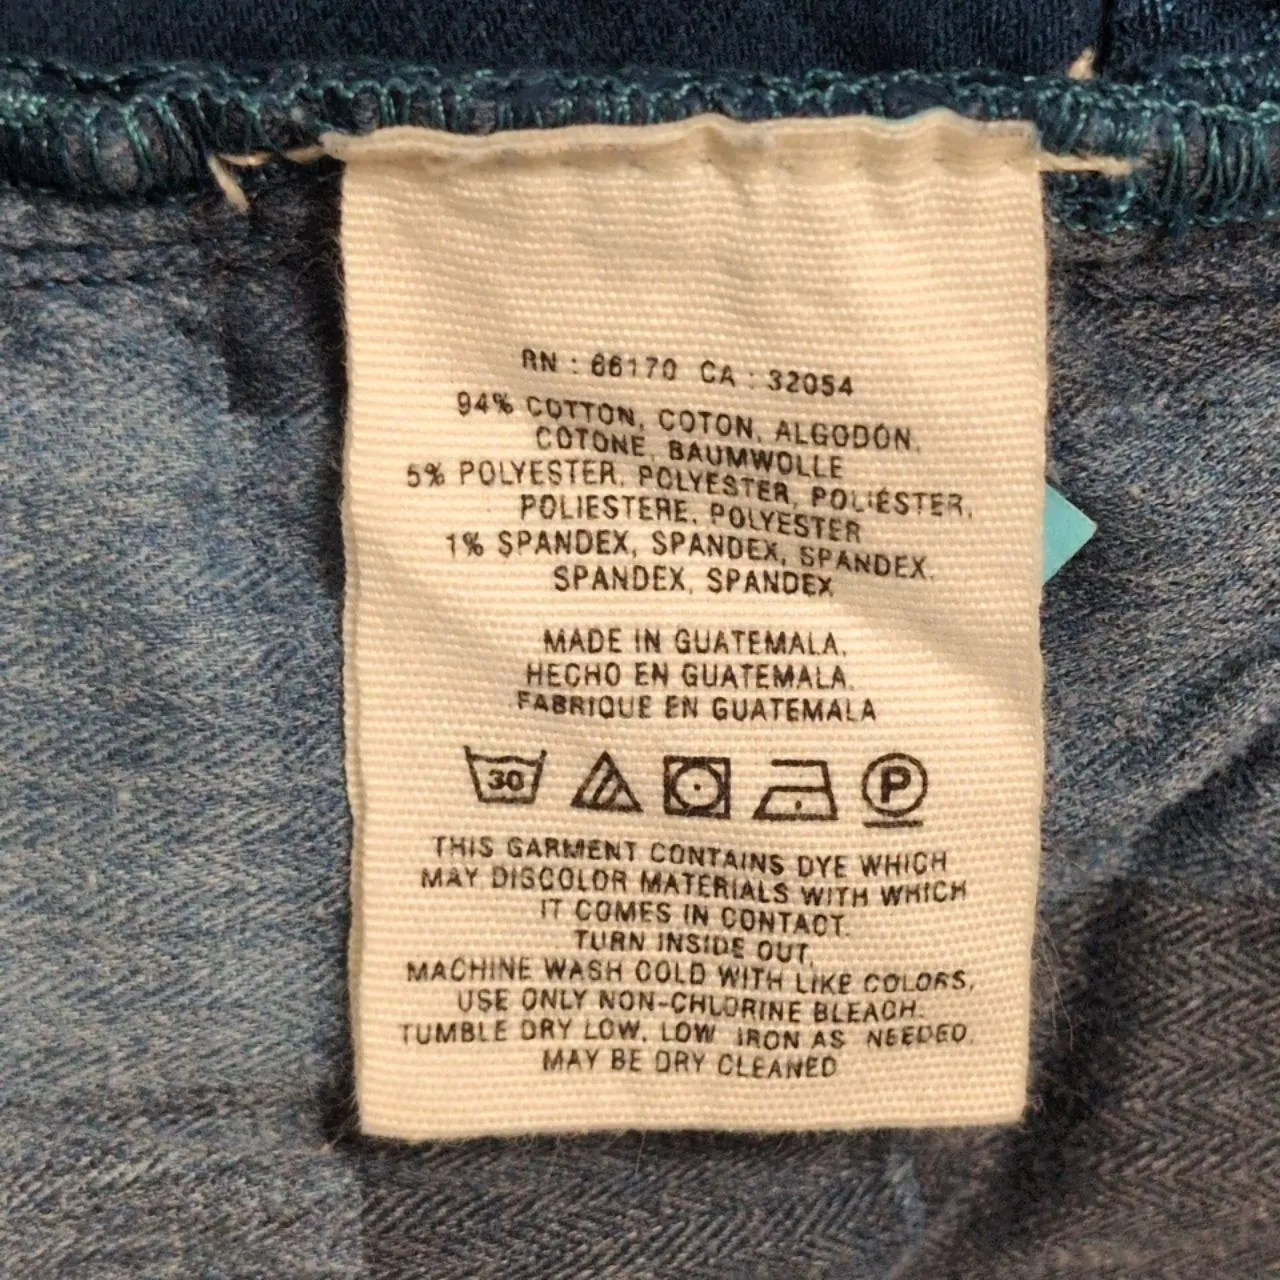 RN : 66170 CA : 32054
94% COTTON, COTON, ALGODÓN,
COTONE, BAUMWOLLE
5% POLYESTER, POLYESTER, POLIÉSTER,
POLIESTERE, POLYESTER
1% SPANDEX, SPANDEX, SPANDEX,
SPANDEX, SPANDEX
MADE IN GUATEMALA,
HECHO EN GUATEMALA,
FABRIQUE EN GUATEMALA
30 P
THIS GARMENT CONTAINS DYE WHICH
MAY DISCOLOR MATERIALS WITH WHICH
IT COMES IN CONTACT.
TURN INSIDE OUT,
MACHINE WASH COLD WITH LIKE COLORS,
USE ONLY NON-CHLORINE BLEACH.
TUMBLE DRY LOW, LOW IRON AS NEEDED,
MAY BE DRY CLEANED